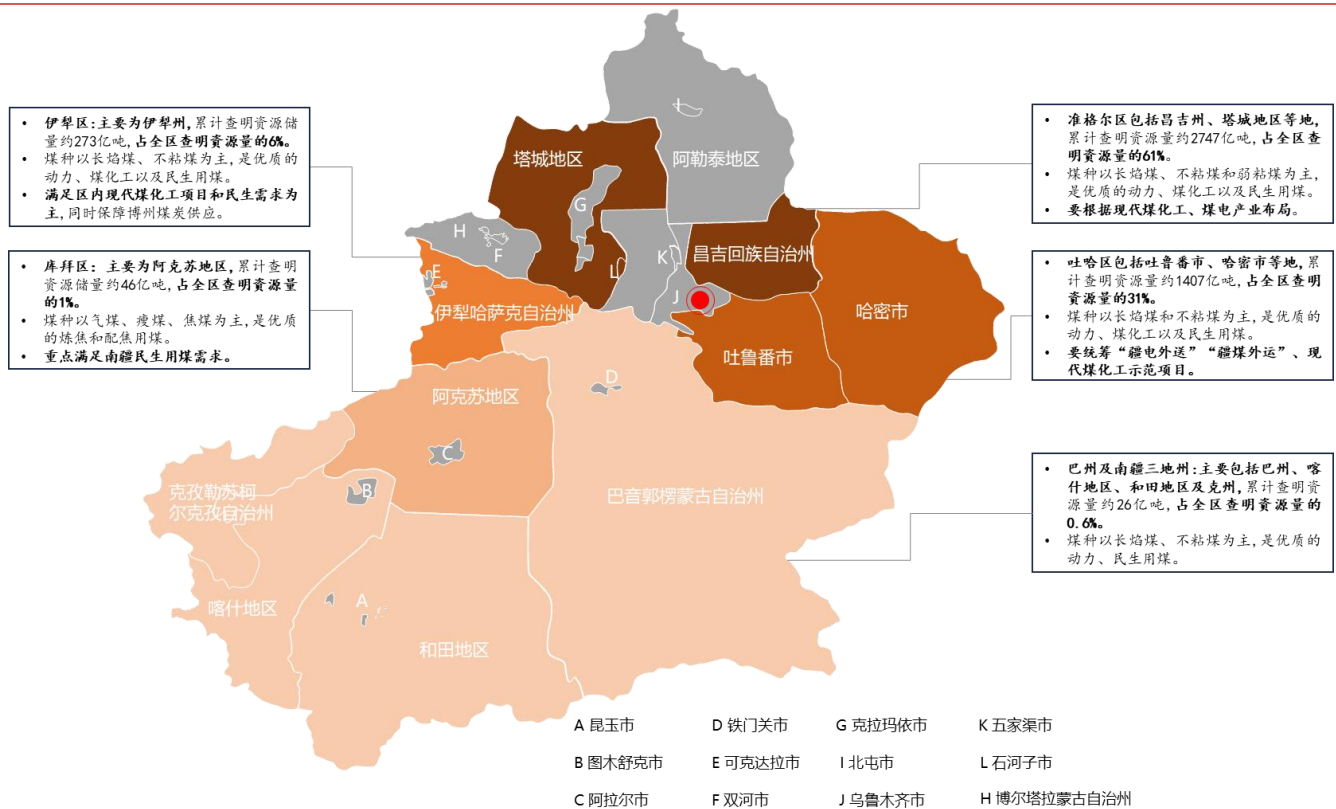 • 伊犁区:主要为伊犁州,累计查明资源储
量约273亿吨,占全区查明资源量的6%。
• 煤种以长焰煤、不粘煤为主,是优质的
动力、煤化工以及民生用煤。
• 满足区内现代煤化工项目和民生需求为
主,同时保障博州煤炭供应。
• 库拜区: 主要为阿克苏地区,累计查明
资源储量约46亿吨,占全区查明资源量
的1%。
• 煤种以气煤、瘦煤、焦煤为主,是优质
的炼焦和配焦用煤。
• 重点满足南疆民生用煤需求。
• 准格尔区包括昌吉州、塔城地区等地,
累计查明资源量约2747亿吨,占全区查
明资源量的61%。
• 煤种以长焰煤、不粘煤和弱粘煤为主,
是优质的动力、煤化工以及民生用煤。
• 要根据现代煤化工、煤电产业布局。
• 吐哈区包括吐鲁番市、哈密市等地,累
计查明资源量约1407亿吨,占全区查明
资源量的31%。
• 煤种以长焰煤和不粘煤为主,是优质的
动力、煤化工以及民生用煤。
• 要统筹“疆电外送”“疆煤外运”、现
代煤化工示范项目。
• 巴州及南疆三地州:主要包括巴州、喀
什地区、和田地区及克州,累计查明资
源量约26亿吨,占全区查明资源量的
0.6%。
• 煤种以长焰煤、不粘煤为主,是优质的
动力、民生用煤。
I
塔城地区
阿勒泰地区
G
H
F
K
昌吉回族自治州
L
E
J
伊犁哈萨克自治州
哈密市
吐鲁番市
D
阿克苏地区
C
B
克孜勒苏柯
尔克孜自治州
巴音郭楞蒙古自治州
A
喀什地区
和田地区
A 昆玉市 D 铁门关市 G 克拉玛依市 K 五家渠市
B 图木舒克市 E 可克达拉市 I 北屯市 L 石河子市
C 阿拉尔市 F 双河市 J 乌鲁木齐市 H 博尔塔拉蒙古自治州